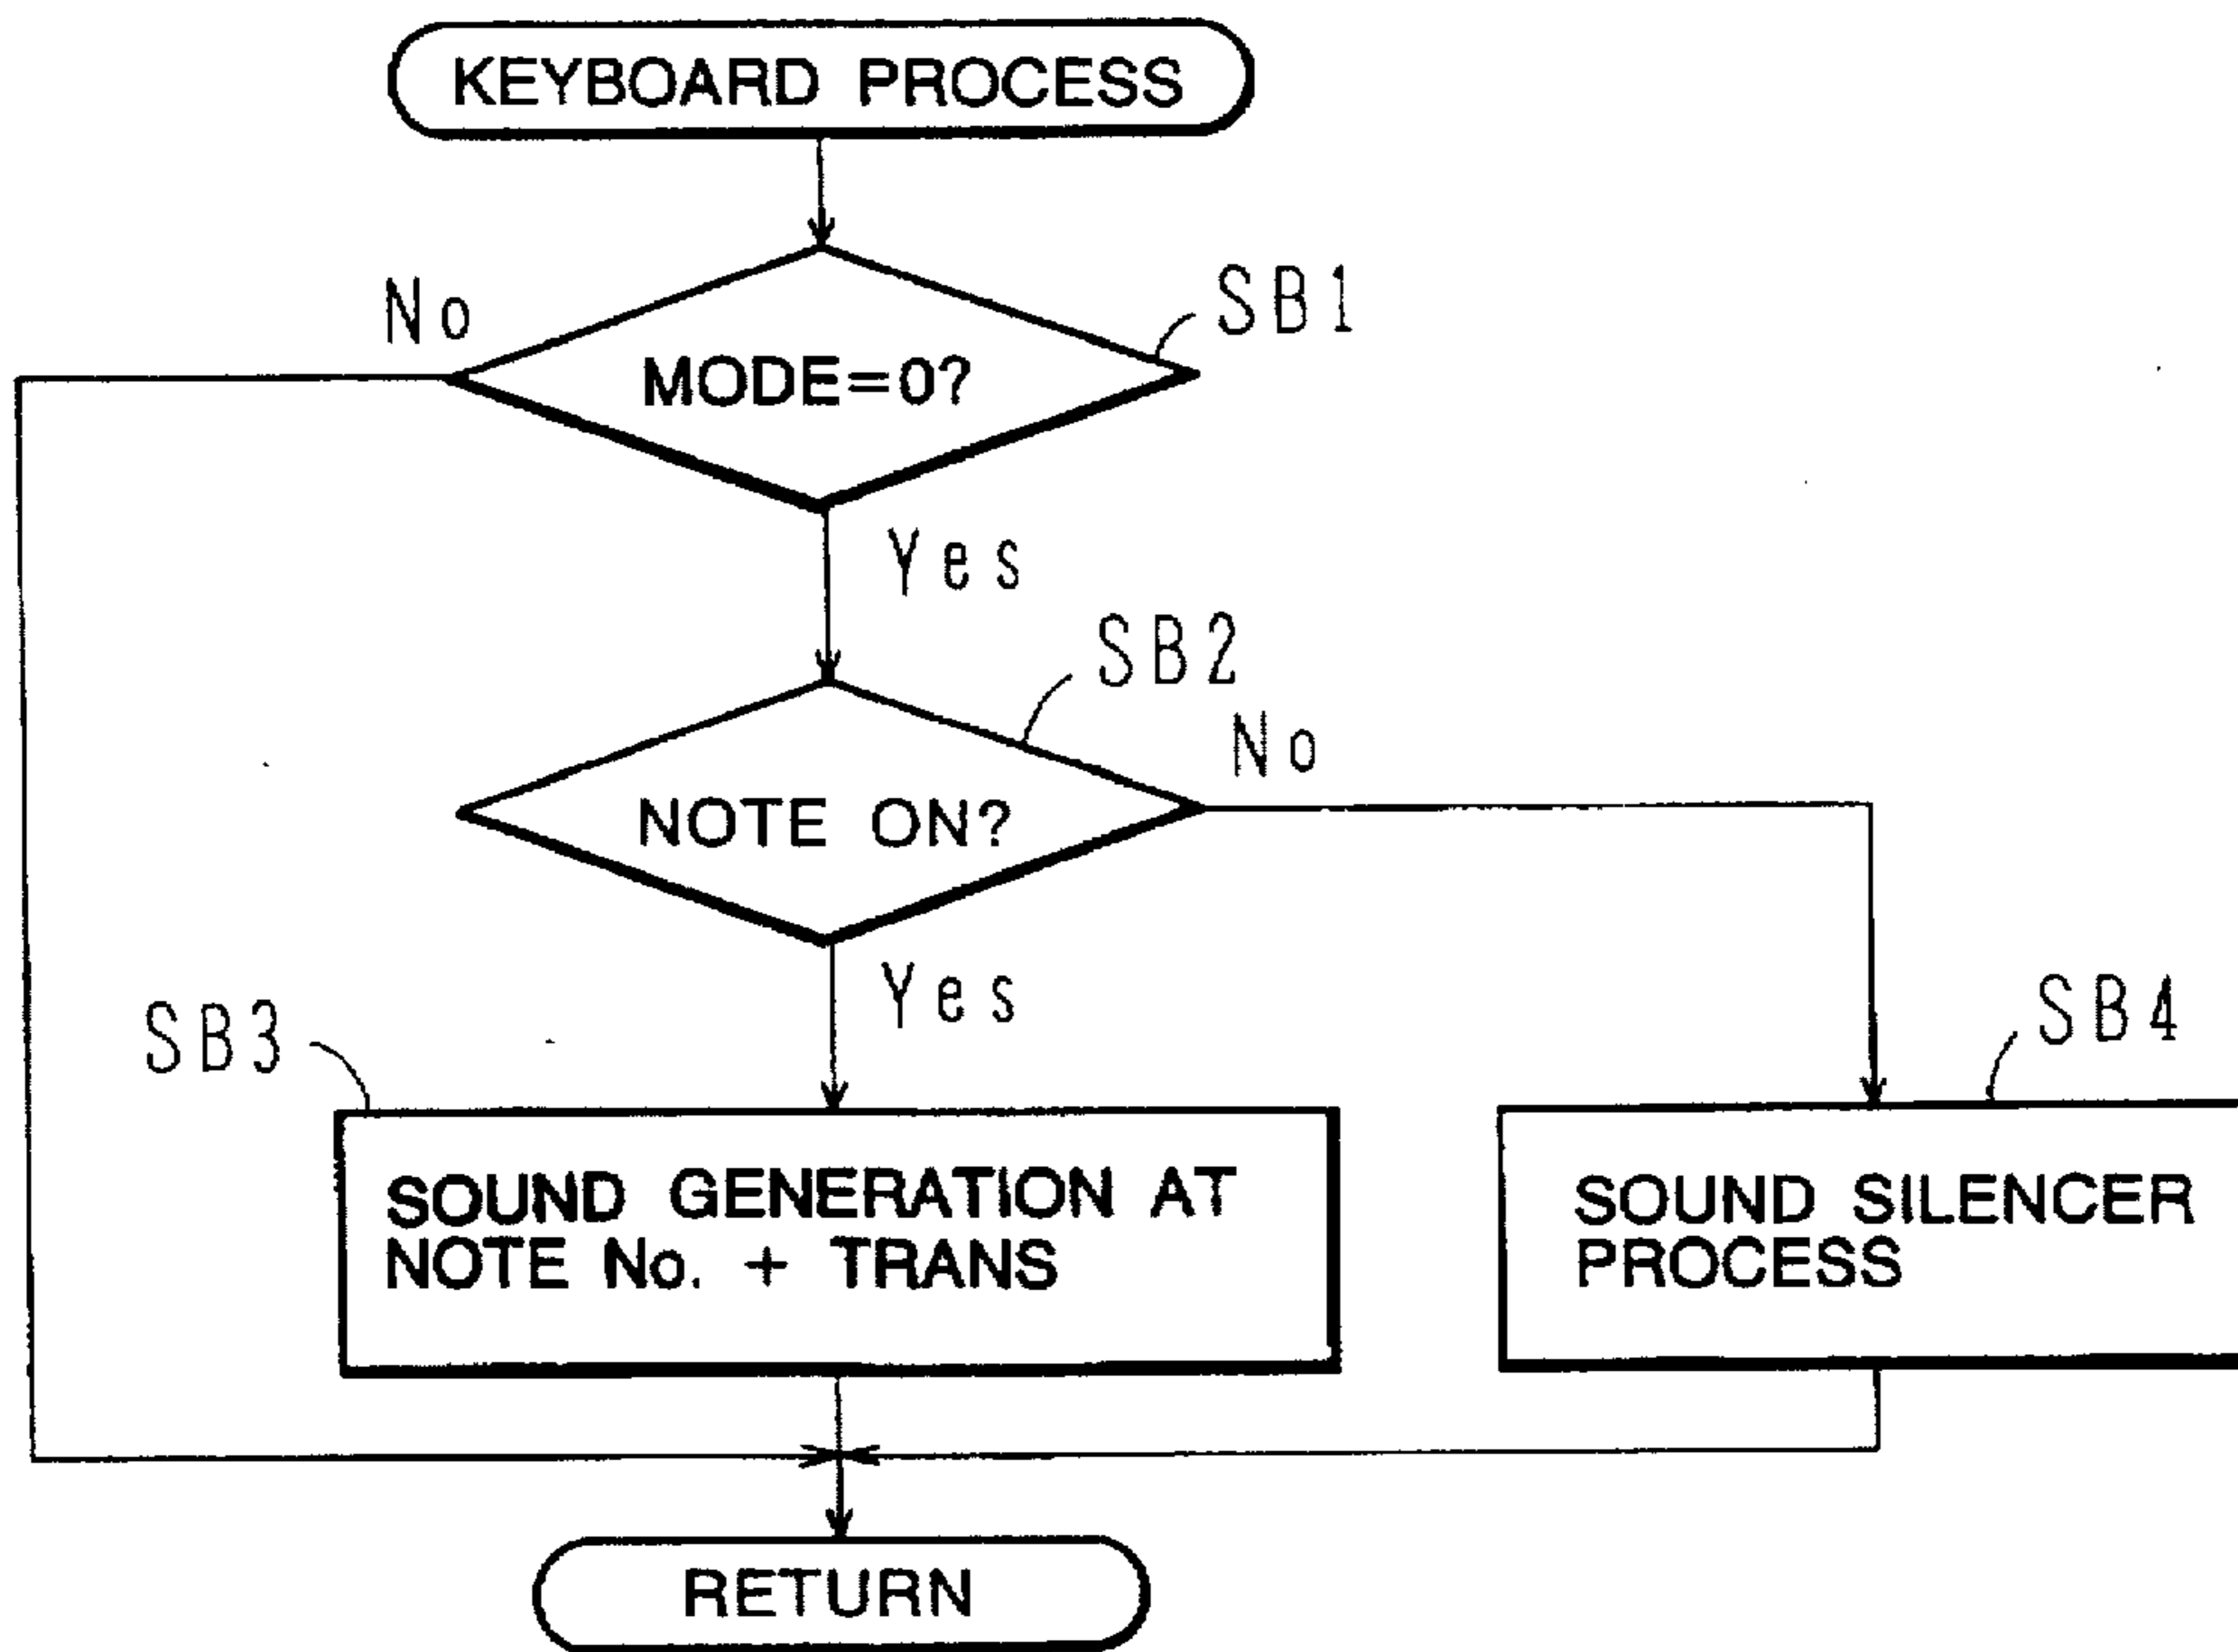 KEYBOARD PROCESS
No
SB1
MODE=0?
Yes
SB2
No
NOTE ON?
Yes
SB3
SB4
SOUND GENERATION AT
NOTE No. + TRANS
SOUND SILENCER
PROCESS
RETURN